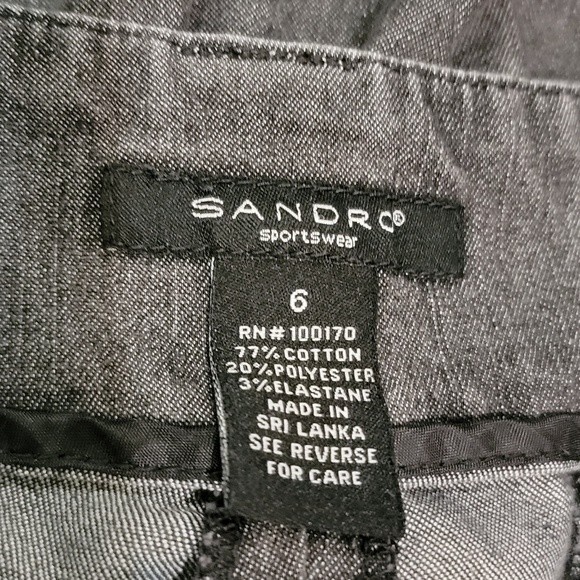 SANDRO®
sportswear
6
RN#100170
77%COTTON
20%POLYESTER
3%ELASTANE
MADE IN
SRI LANKA
SEE REVERSE
FOR CARE